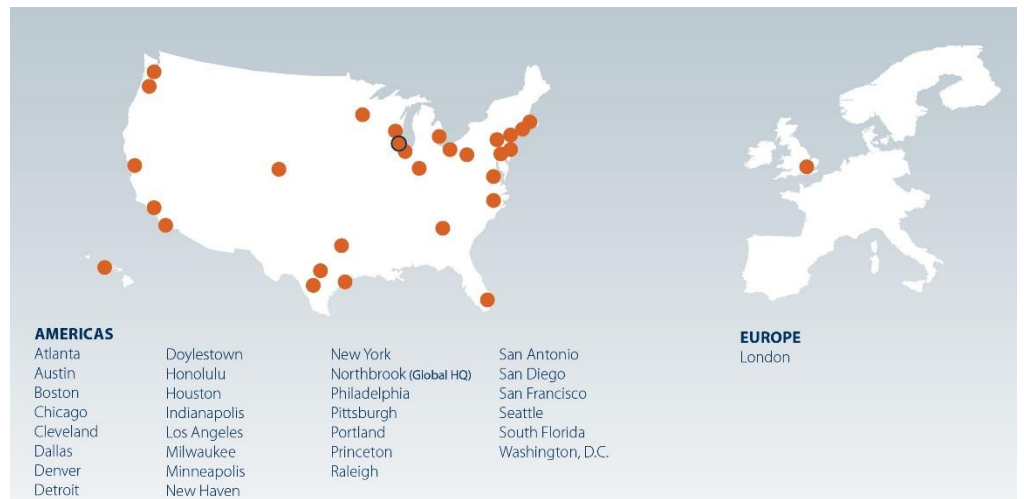 AMERICAS
Atlanta
Austin
Boston
Chicago
Cleveland
Dallas
Denver
Detroit
Doylestown
Honolulu
Houston
Indianapolis
Los Angeles
Milwaukee
Minneapolis
New Haven
New York
Northbrook (Global HQ)
Philadelphia
Pittsburgh
Portland
Princeton
Raleigh
San Antonio
San Diego
San Francisco
Seattle
South Florida
Washington, D.C.
EUROPE
London